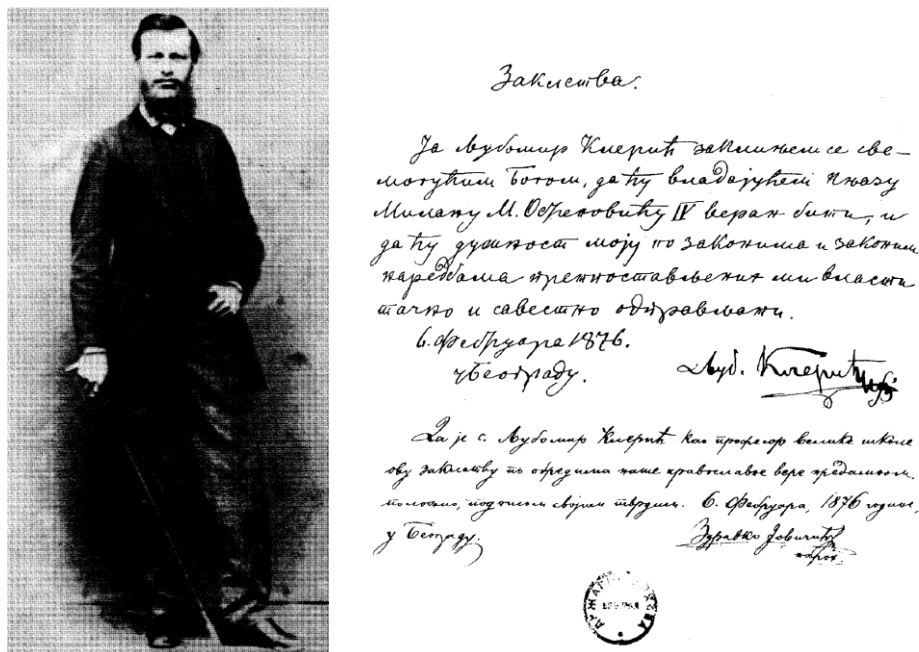 Заклетва.
Ја Љубомир Клерић заклињем се све-
могућим Богом, да ћу владајућем Књазу
Милану М. Обреновићу IV веран бити, и
да ћу дужност моју по законима и законим
наредбама препостављених ми власти
тачно и савестно одправљати.
6. Фебруара 1876.
у Београду.
Љуб. Клерић
Да је г. Љубомир Клерић као професор велике школе
ову заклетву по обредима наше православне вере предамном
положио, подписом својим тврдим. 6. Фебруара, 1876 године,
у Београду.
Здравко Јовичић
парох